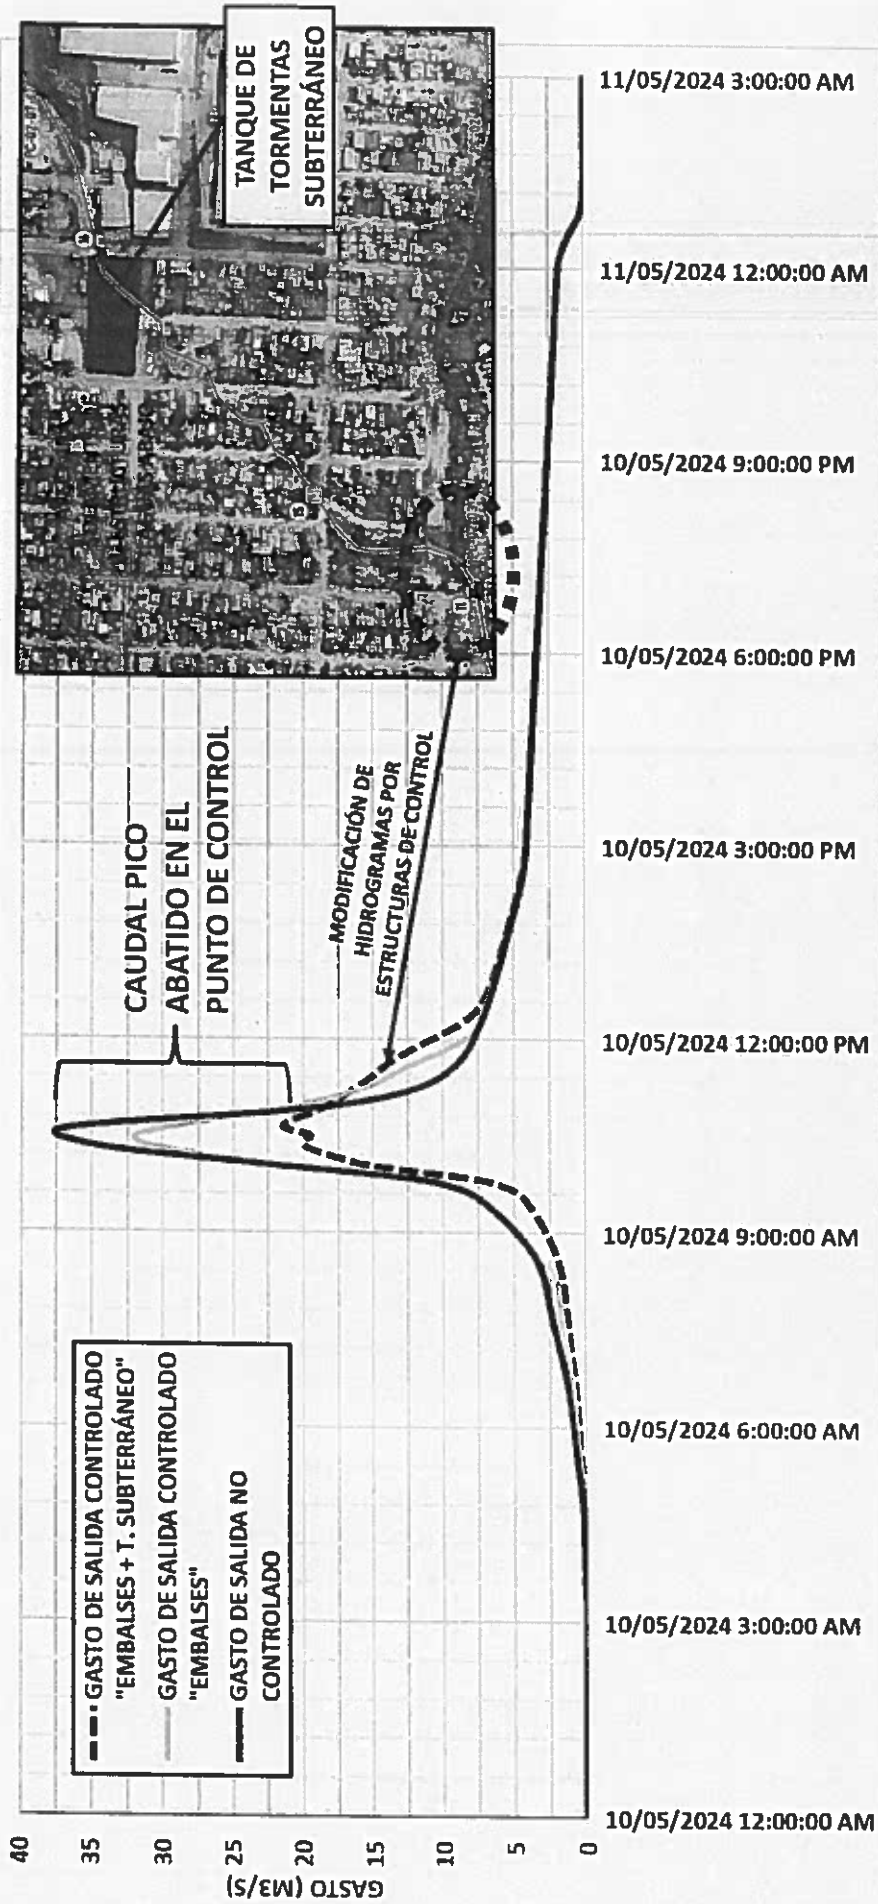 GASTO (M3/S)
40
35
30
25
20
15
10
5
0
GASTO DE SALIDA CONTROLADO
"EMBALSES + T. SUBTERRÁNEO"
GASTO DE SALIDA CONTROLADO
"EMBALSES"
GASTO DE SALIDA NO
CONTROLADO
CAUDAL PICO
ABATIDO EN EL
PUNTO DE CONTROL
MODIFICACIÓN DE
HIDROGRAMAS POR
ESTRUCTURAS DE CONTROL
TANQUE DE
TORMENTAS
SUBTERRÁNEO
10/05/2024 12:00:00 AM
10/05/2024 3:00:00 AM
10/05/2024 6:00:00 AM
10/05/2024 9:00:00 AM
10/05/2024 12:00:00 PM
10/05/2024 3:00:00 PM
10/05/2024 6:00:00 PM
10/05/2024 9:00:00 PM
11/05/2024 12:00:00 AM
11/05/2024 3:00:00 AM